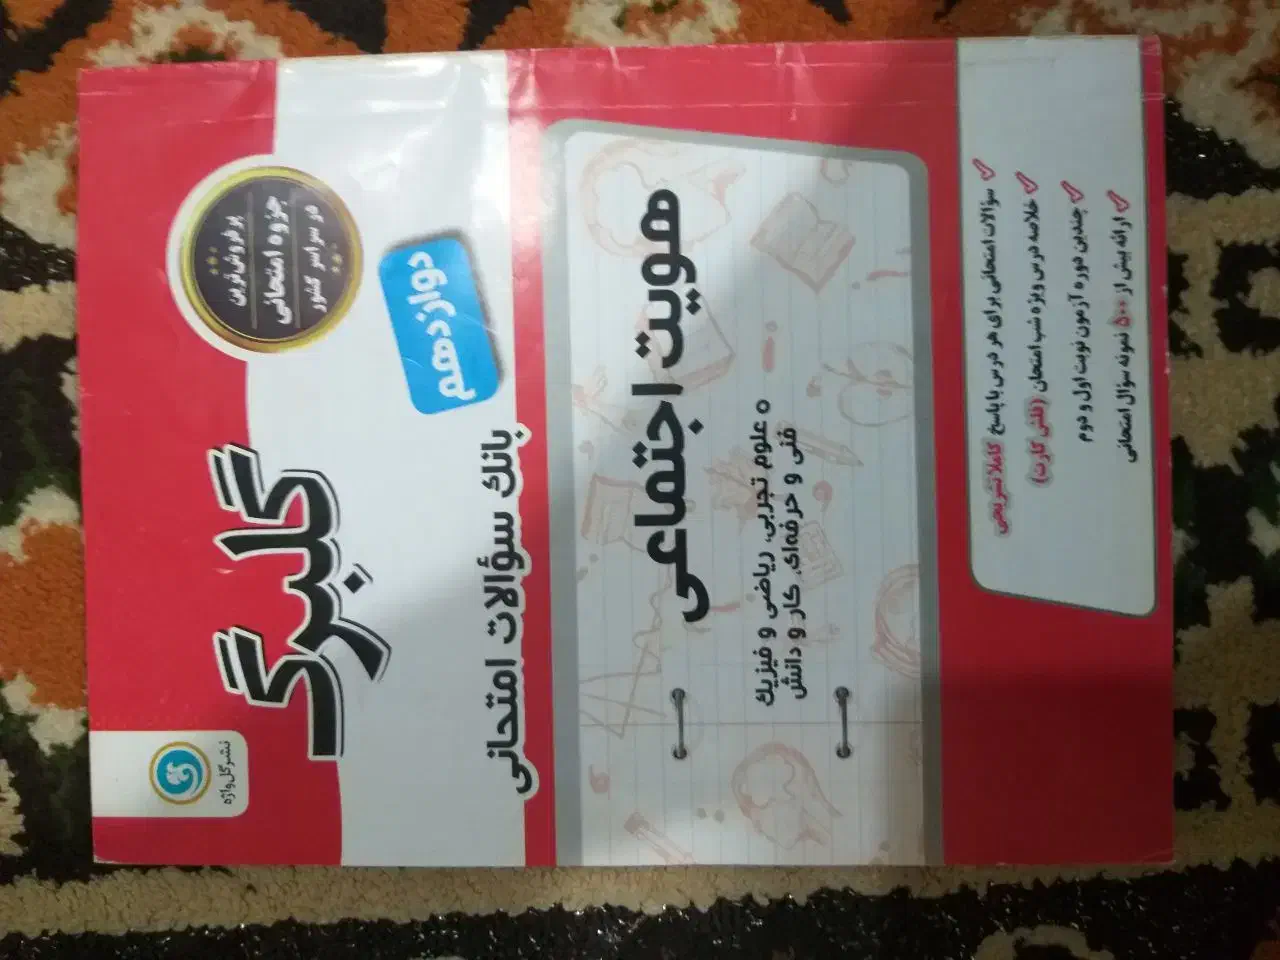 پرفروش‌ترین
جزوه امتحانی
در سراسر کشور
دوازدهم
گلبرگ
بانک سؤالات امتحانی
نشر گل‌واژه
هویت اجتماعی
علوم تجربی، ریاضی و فیزیک
فنی و حرفه‌ای، کار و دانش
سؤالات امتحانی برای هر درس با پاسخ کاملا تشریحی
خلاصه درس ویژه شب امتحان (فلش کارت)
چندین دوره آزمون نوبت اول و دوم
ارائه بیش از ۵۰۰ نمونه سؤال امتحانی